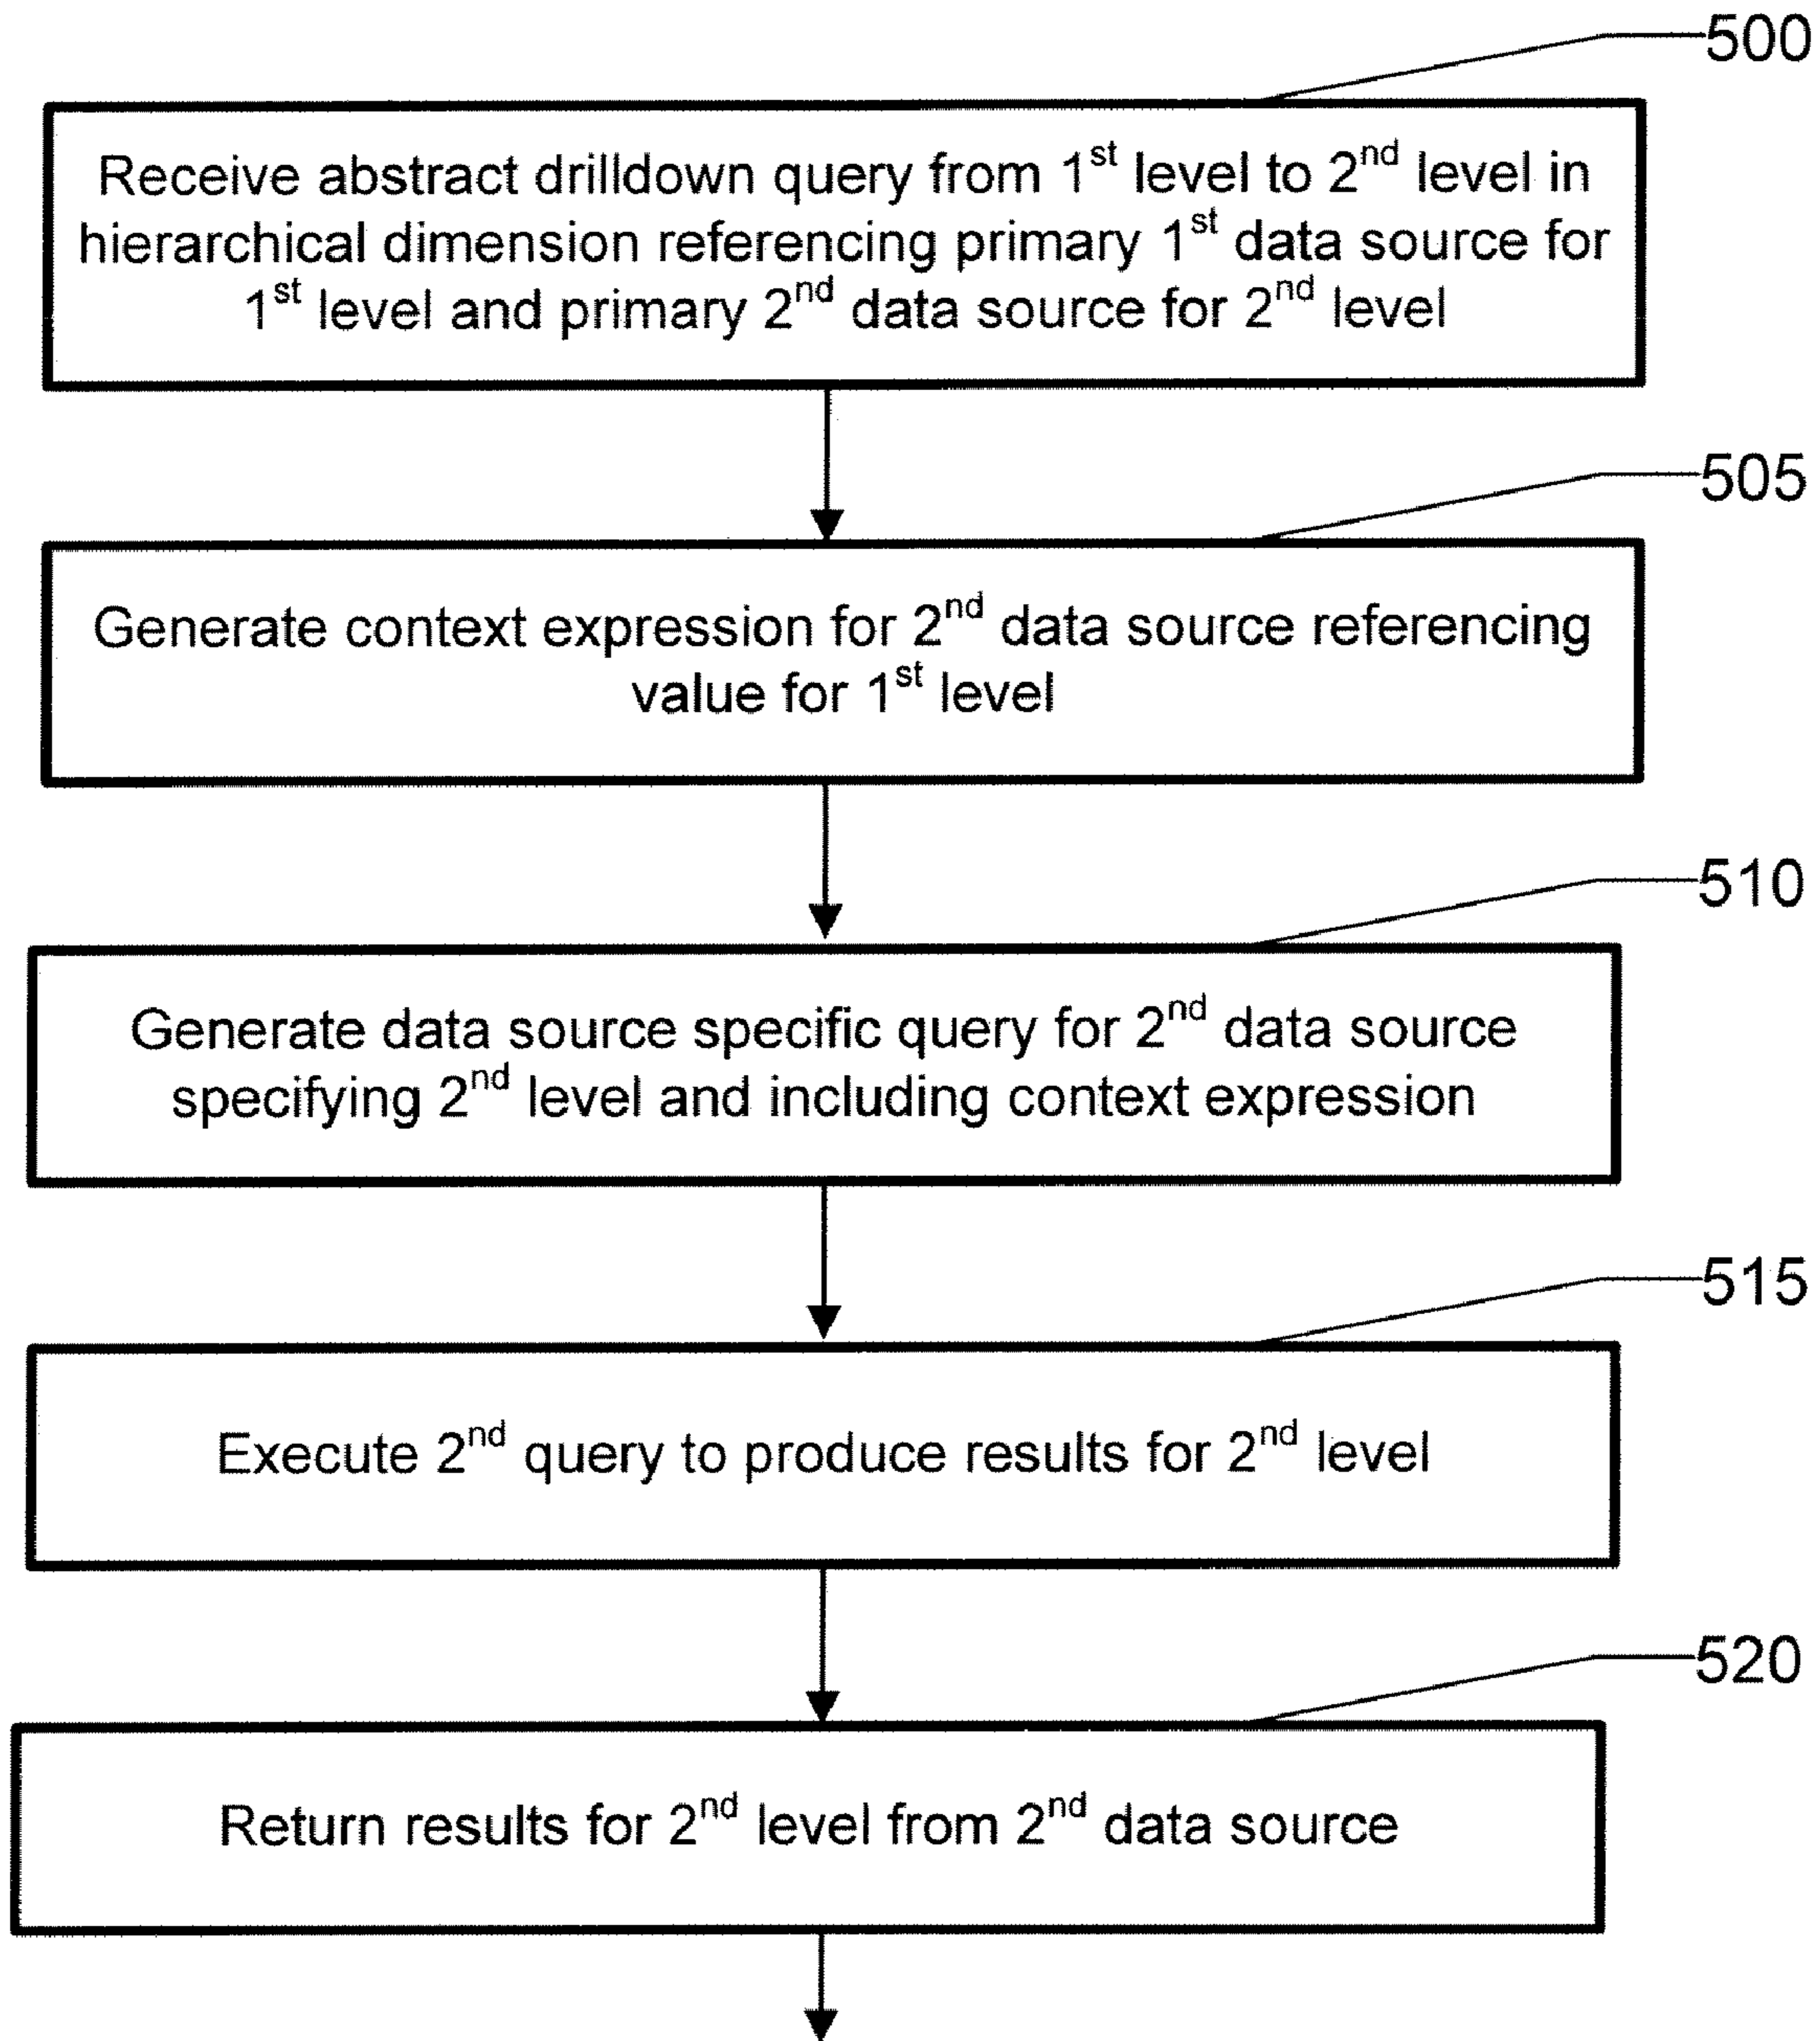 500
Receive abstract drilldown query from 1st level to 2nd level in
hierarchical dimension referencing primary 1st data source for
1st level and primary 2nd data source for 2nd level
505
Generate context expression for 2nd data source referencing
value for 1st level
510
Generate data source specific query for 2nd data source
specifying 2nd level and including context expression
515
Execute 2nd query to produce results for 2nd level
520
Return results for 2nd level from 2nd data source